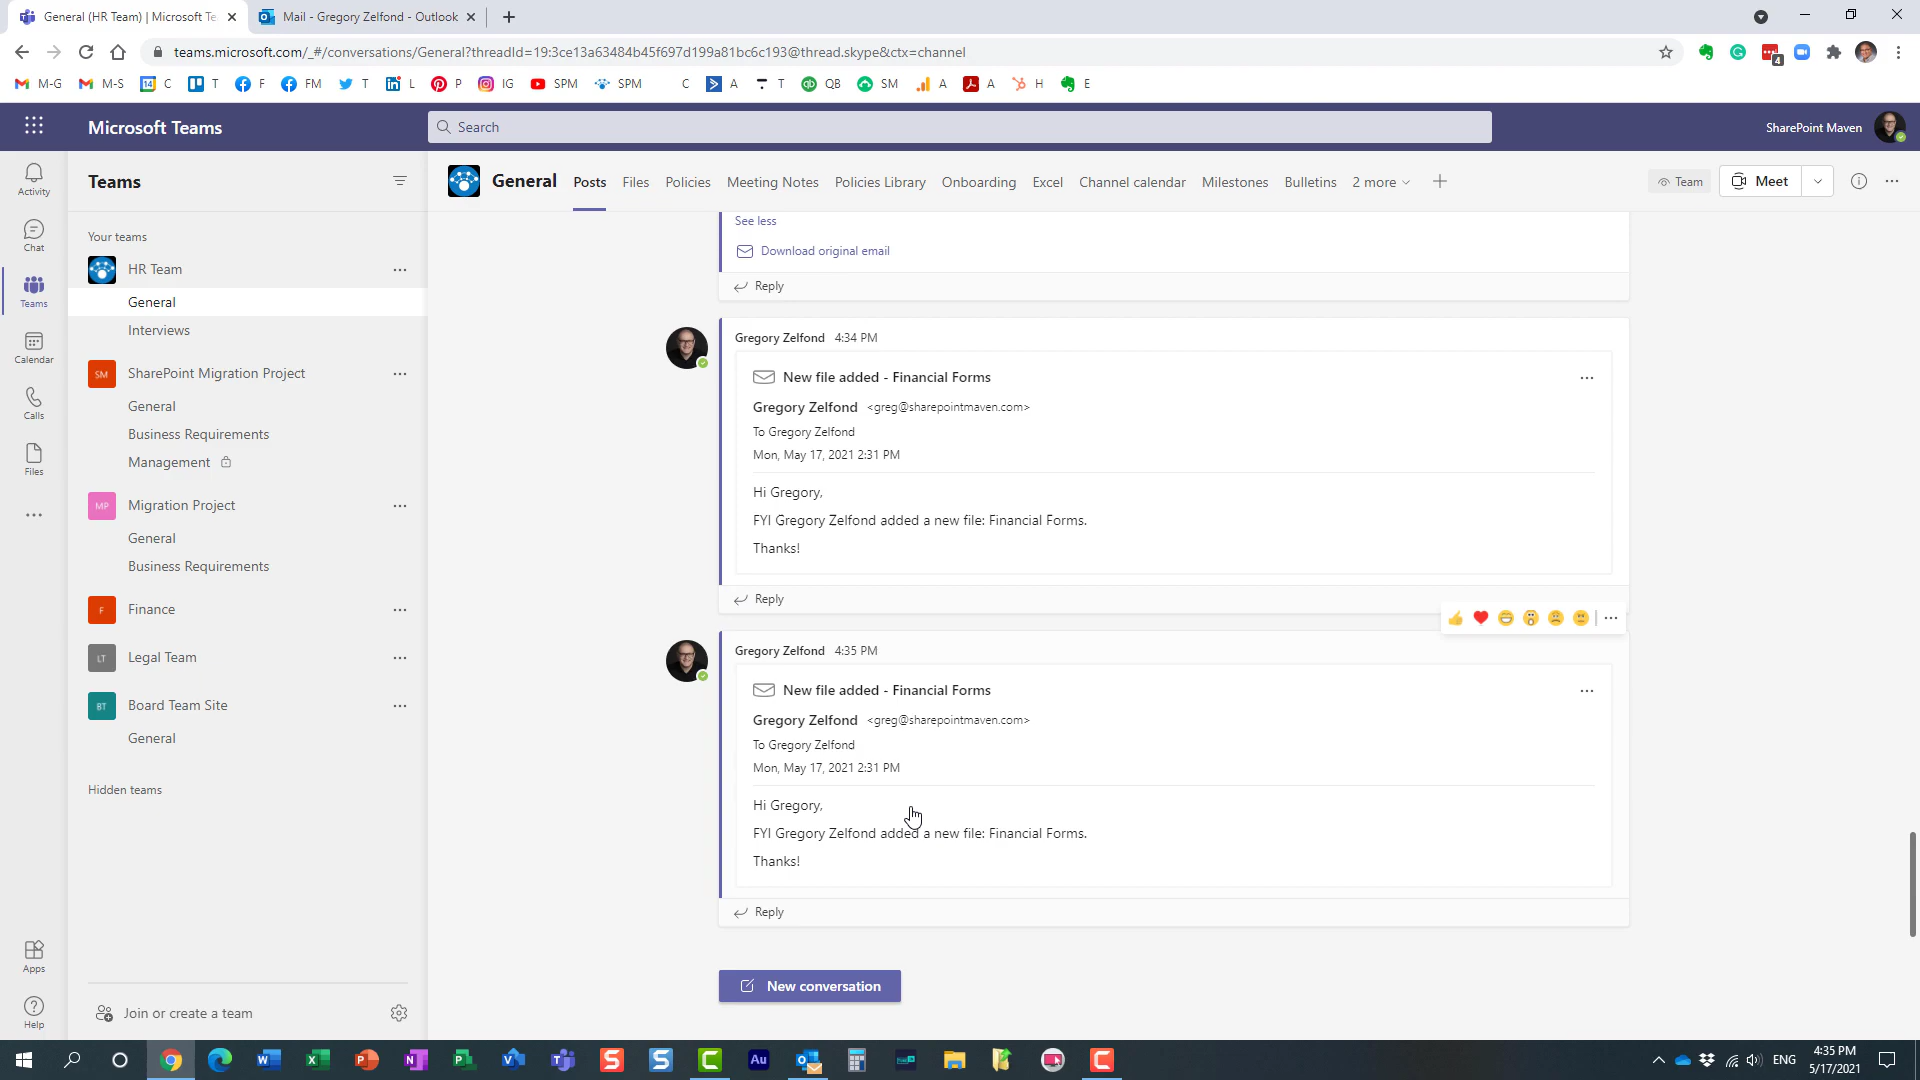 General (HR Team) | Microsoft Te
Mail - Gregory Zelfond - Outlook
teams.microsoft.com/_#/conversations/General?threadId=19:3ce13a63484b45f697d199a81bc6c193@thread.skype&ctx=channel
4
M-G M-S 14 C T F FM T L P IG SPM SPM C A T QB SM A A H E
Microsoft Teams
Search
SharePoint Maven
Activity
Chat
Teams
Calendar
Calls
Files
Apps
Help
Teams
Your teams
HR Team
General
Interviews
SM SharePoint Migration Project
General
Business Requirements
Management
MP Migration Project
General
Business Requirements
F Finance
LT Legal Team
BT Board Team Site
General
Hidden teams
Join or create a team
General Posts Files Policies Meeting Notes Policies Library Onboarding Excel Channel calendar Milestones Bulletins 2 more
Team
Meet
See less
Download original email
Reply
Gregory Zelfond 4:34 PM
New file added - Financial Forms
Gregory Zelfond <greg@sharepointmaven.com>
To Gregory Zelfond
Mon, May 17, 2021 2:31 PM
Hi Gregory,
FYI Gregory Zelfond added a new file: Financial Forms.
Thanks!
Reply
Gregory Zelfond 4:35 PM
New file added - Financial Forms
Gregory Zelfond <greg@sharepointmaven.com>
To Gregory Zelfond
Mon, May 17, 2021 2:31 PM
Hi Gregory,
FYI Gregory Zelfond added a new file: Financial Forms.
Thanks!
Reply
New conversation
ENG
4:35 PM
5/17/2021